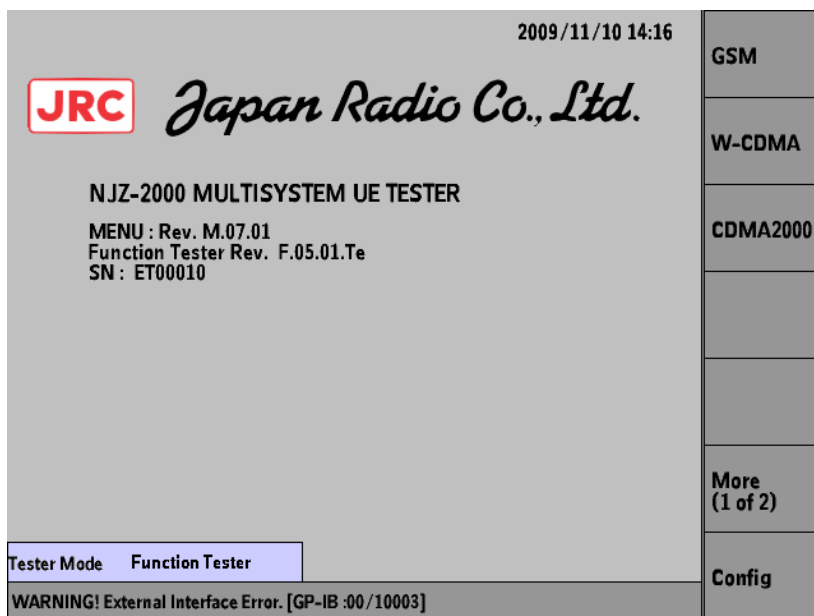 2009/11/10 14:16
JRC Japan Radio Co., Ltd.
NJZ-2000 MULTISYSTEM UE TESTER
MENU : Rev. M.07.01
Function Tester Rev. F.05.01.Te
SN : ET00010
Tester Mode Function Tester
WARNING! External Interface Error. [GP-IB :00/10003]
GSM
W-CDMA
CDMA2000
More
(1 of 2)
Config